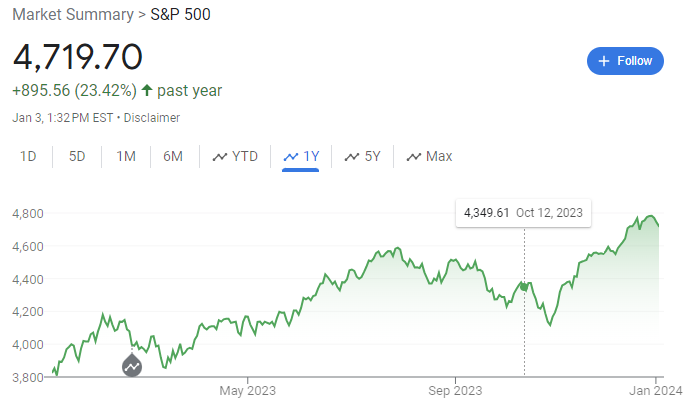 Market Summary > S&P 500
4,719.70
+ Follow
+895.56 (23.42%) ↑ past year
Jan 3, 1:32 PM EST • Disclaimer
1D 5D 1M 6M YTD 1Y 5Y Max
4,349.61 Oct 12, 2023
4,800
4,600
4,400
4,200
4,000
3,800
May 2023 Sep 2023 Jan 2024